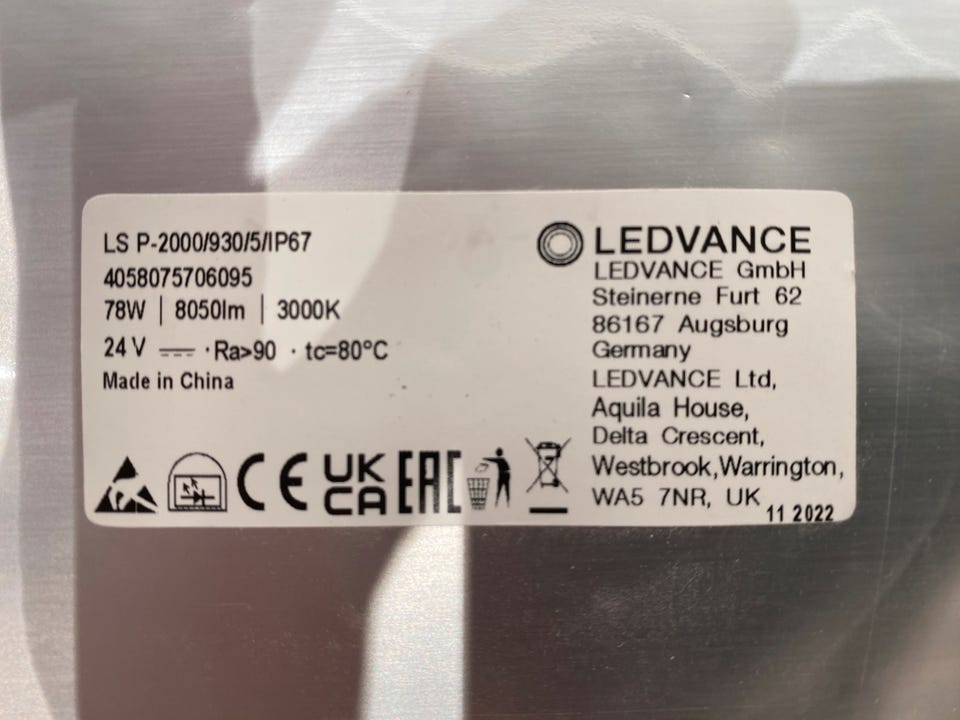 LS P-2000/930/5/IP67
4058075706095
78W | 8050lm | 3000K
24 V ⎓ · Ra>90 · tc=80°C
Made in China
CE UK CA EAC
LEDVANCE
LEDVANCE GmbH
Steinerne Furt 62
86167 Augsburg
Germany
LEDVANCE Ltd,
Aquila House,
Delta Crescent,
Westbrook,Warrington,
WA5 7NR, UK
11 2022